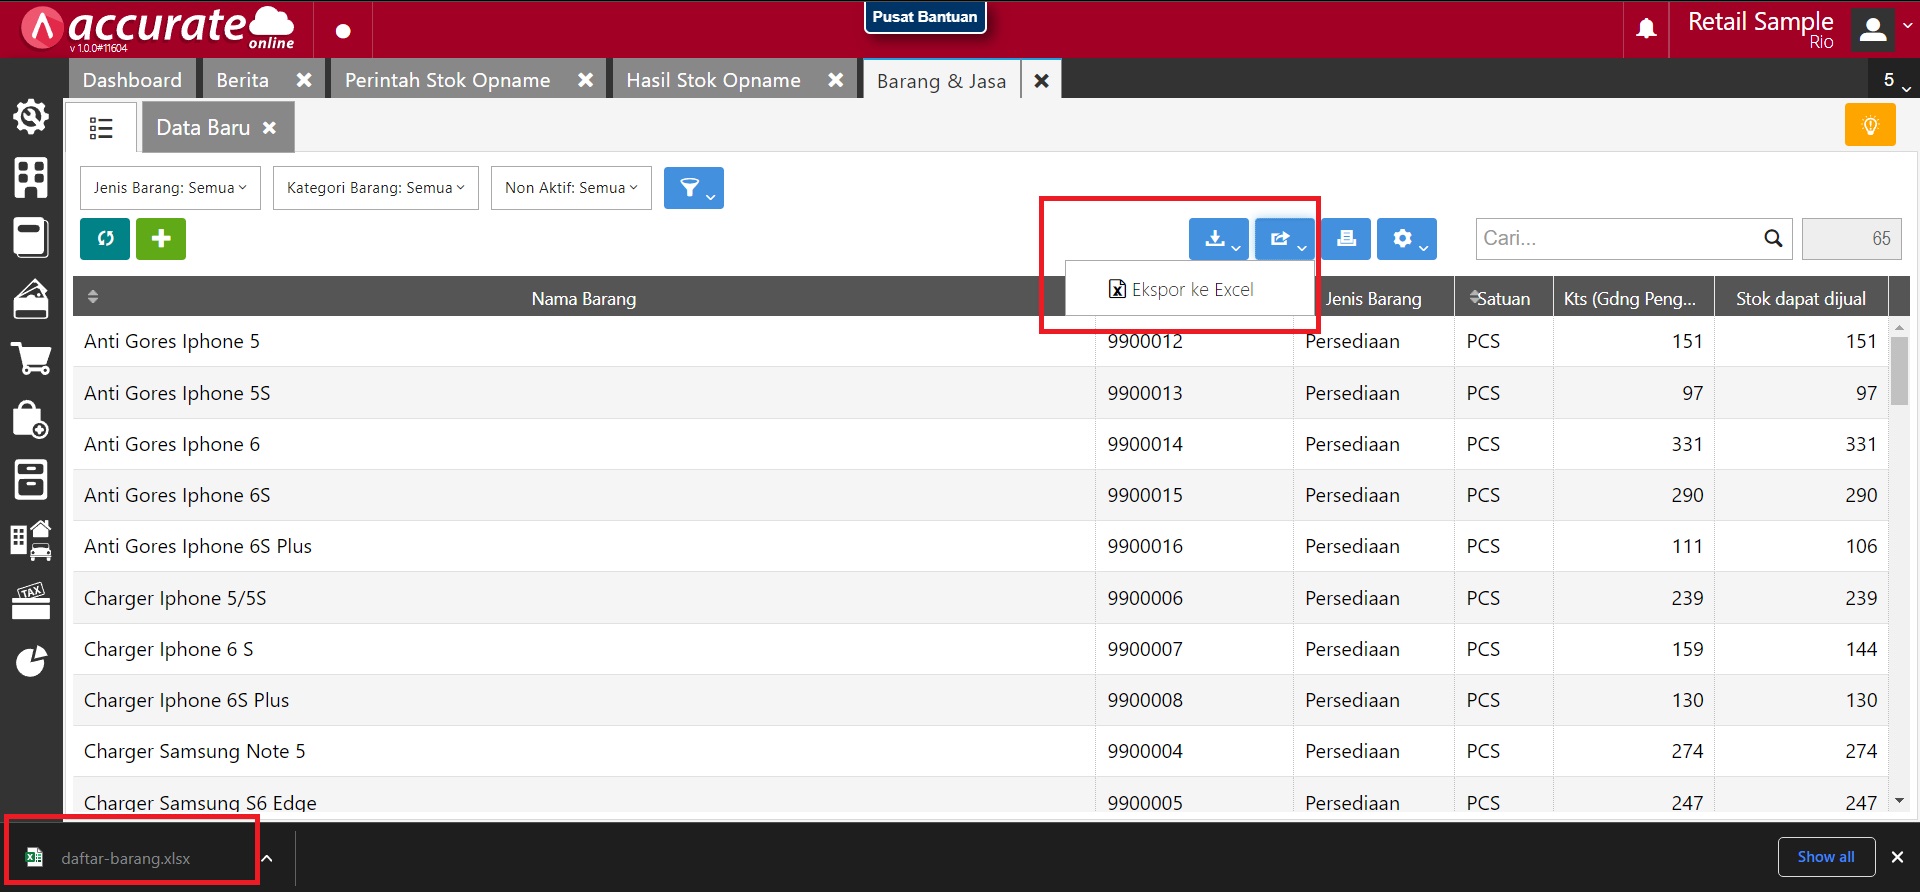 accurate
online
v 1.0.0#11604
Pusat Bantuan
Retail Sample
Rio
Dashboard
Berita
Perintah Stok Opname
Hasil Stok Opname
Barang & Jasa
5
Data Baru
Jenis Barang: Semua
Kategori Barang: Semua
Non Aktif: Semua
Cari...
65
Ekspor ke Excel
Nama Barang
Jenis Barang
Satuan
Kts (Gdng Peng...
Stok dapat dijual
Anti Gores Iphone 5 9900012 Persediaan PCS 151 151
Anti Gores Iphone 5S 9900013 Persediaan PCS 97 97
Anti Gores Iphone 6 9900014 Persediaan PCS 331 331
Anti Gores Iphone 6S 9900015 Persediaan PCS 290 290
Anti Gores Iphone 6S Plus 9900016 Persediaan PCS 111 106
Charger Iphone 5/5S 9900006 Persediaan PCS 239 239
Charger Iphone 6 S 9900007 Persediaan PCS 159 144
Charger Iphone 6S Plus 9900008 Persediaan PCS 130 130
Charger Samsung Note 5 9900004 Persediaan PCS 274 274
Charger Samsung S6 Edge 9900005 Persediaan PCS 247 247
TAX
daftar-barang.xlsx
Show all